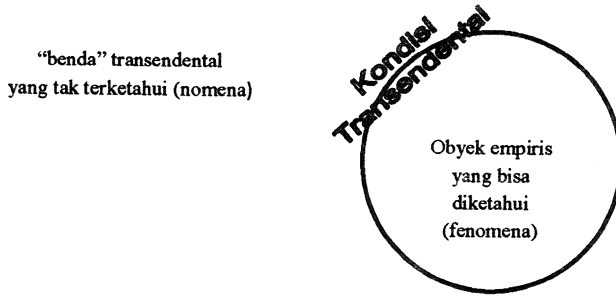 “benda” transendental
yang tak terketahui (nomena)
Kondisi
Transendental
Obyek empiris
yang bisa
diketahui
(fenomena)